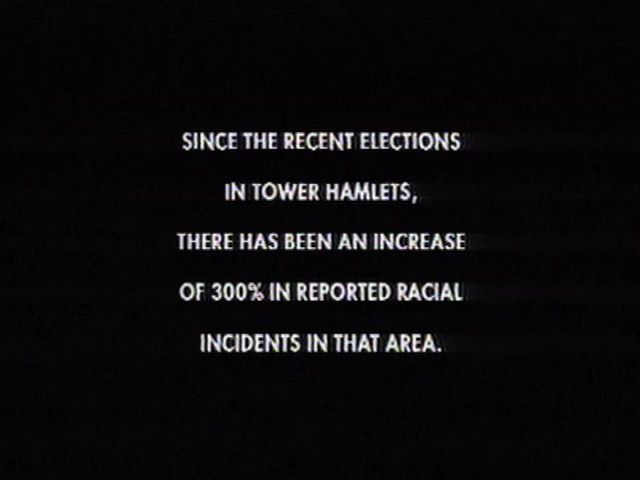 SINCE THE RECENT ELECTIONS
IN TOWER HAMLETS,
THERE HAS BEEN AN INCREASE
OF 300% IN REPORTED RACIAL
INCIDENTS IN THAT AREA.